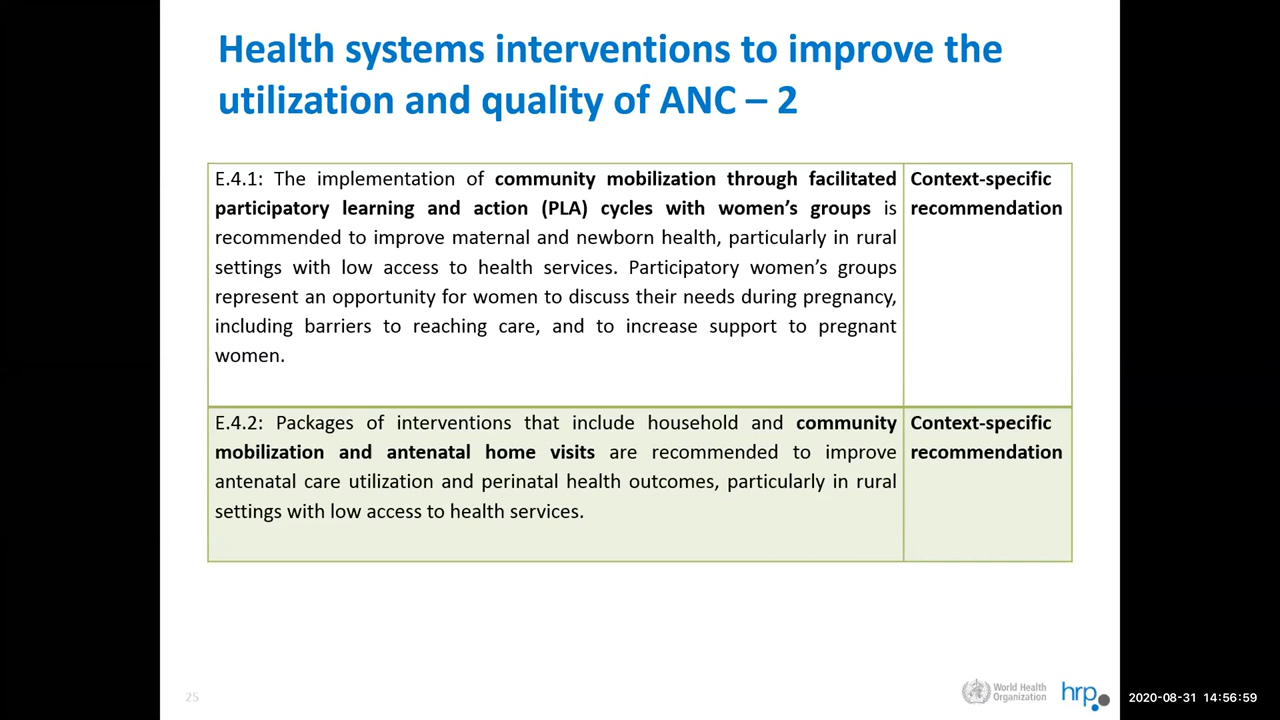 Health systems interventions to improve the
utilization and quality of ANC – 2
E.4.1: The implementation of community mobilization through facilitated
participatory learning and action (PLA) cycles with women’s groups is
recommended to improve maternal and newborn health, particularly in rural
settings with low access to health services. Participatory women’s groups
represent an opportunity for women to discuss their needs during pregnancy,
including barriers to reaching care, and to increase support to pregnant
women.
Context-specific
recommendation
E.4.2: Packages of interventions that include household and community
mobilization and antenatal home visits are recommended to improve
antenatal care utilization and perinatal health outcomes, particularly in rural
settings with low access to health services.
Context-specific
recommendation
25
World Health
Organization
hrp
2020-08-31 14:56:59